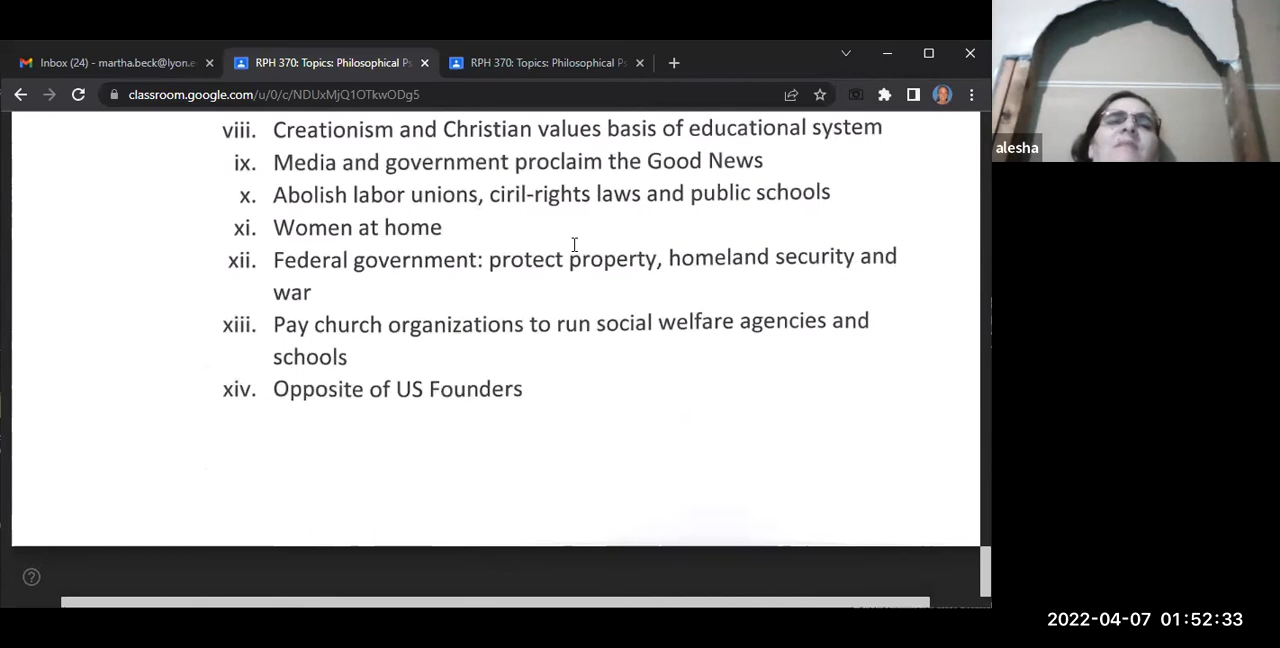 Inbox (24) - martha.beck@lyon.e
RPH 370: Topics: Philosophical Ps
RPH 370: Topics: Philosophical Ps
classroom.google.com/u/0/c/NDUxMjQ1OTkwODg5
viii. Creationism and Christian values basis of educational system
ix. Media and government proclaim the Good News
x. Abolish labor unions, ciril-rights laws and public schools
xi. Women at home
xii. Federal government: protect property, homeland security and
war
xiii. Pay church organizations to run social welfare agencies and
schools
xiv. Opposite of US Founders
alesha
2022-04-07 01:52:33